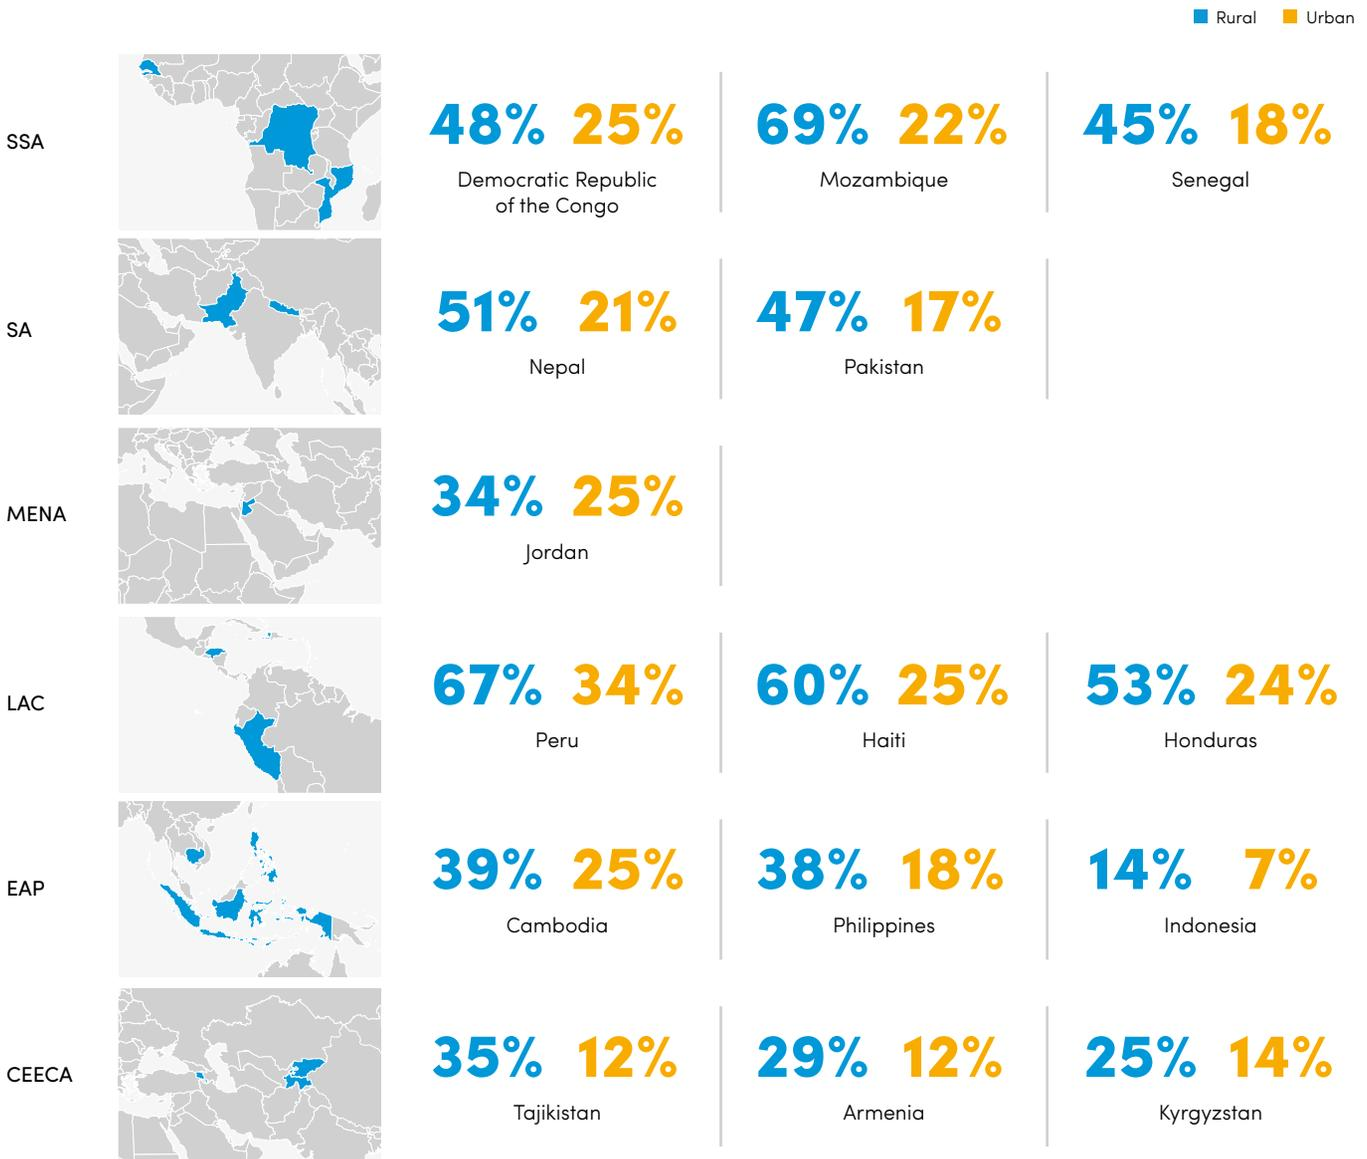 Rural Urban
SSA
48% 25%
Democratic Republic
of the Congo
69% 22%
Mozambique
45% 18%
Senegal
SA
51% 21%
Nepal
47% 17%
Pakistan
MENA
34% 25%
Jordan
LAC
67% 34%
Peru
60% 25%
Haiti
53% 24%
Honduras
EAP
39% 25%
Cambodia
38% 18%
Philippines
14% 7%
Indonesia
CEECA
35% 12%
Tajikistan
29% 12%
Armenia
25% 14%
Kyrgyzstan